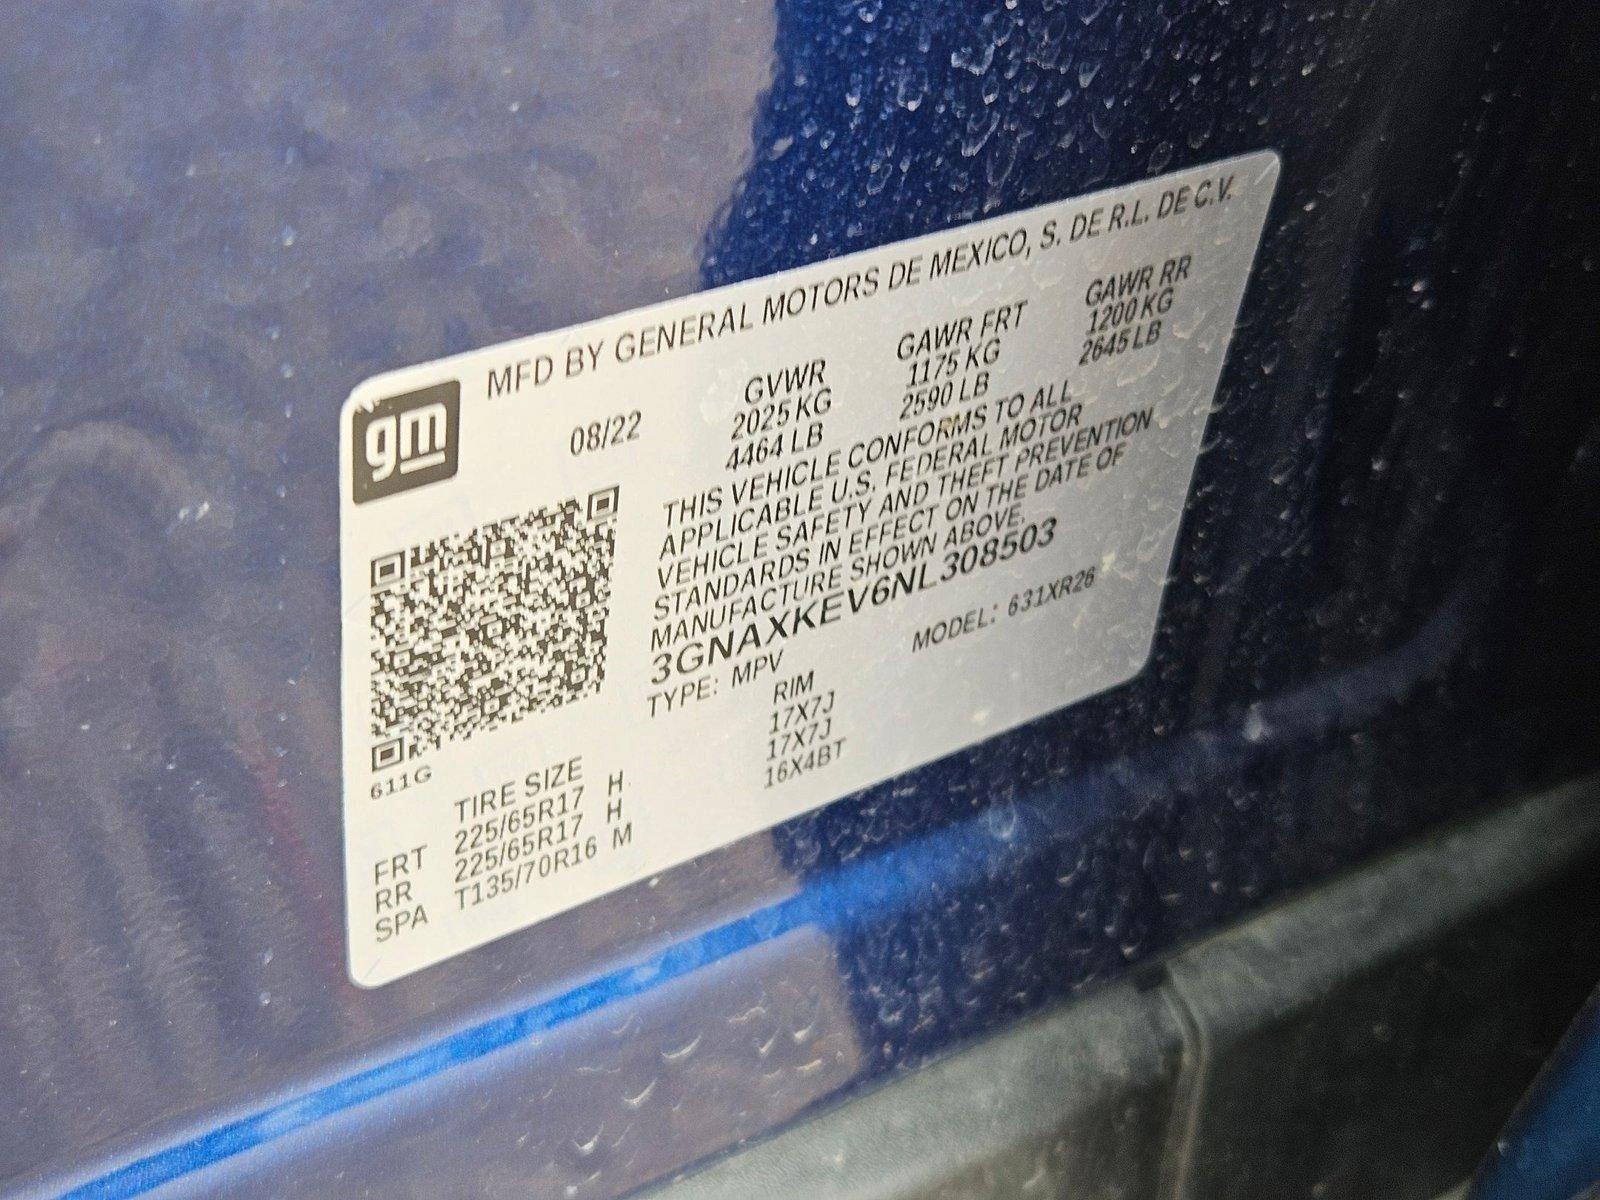 gm
MFD BY GENERAL MOTORS DE MEXICO, S. DE R.L. DE C.V.
08/22
GVWR GAWR FRT GAWR RR
2025 KG 1175 KG 1200 KG
4464 LB 2590 LB 2645 LB
THIS VEHICLE CONFORMS TO ALL
APPLICABLE U.S. FEDERAL MOTOR
VEHICLE SAFETY AND THEFT PREVENTION
STANDARDS IN EFFECT ON THE DATE OF
MANUFACTURE SHOWN ABOVE.
3GNAXKEV6NL308503
TYPE: MPV MODEL: 631XR26
611G
TIRE SIZE RIM
FRT 225/65R17 H 17X7J
RR 225/65R17 H 17X7J
SPA T135/70R16 M 16X4BT